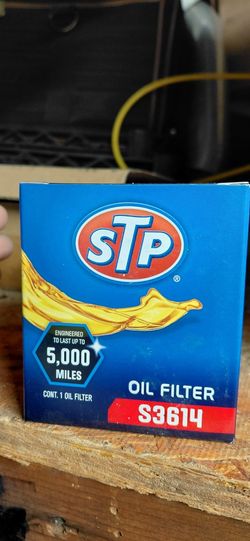 STP
®
ENGINEERED
TO LAST UP TO
5,000
MILES
CONT. 1 OIL FILTER
OIL FILTER
S3614